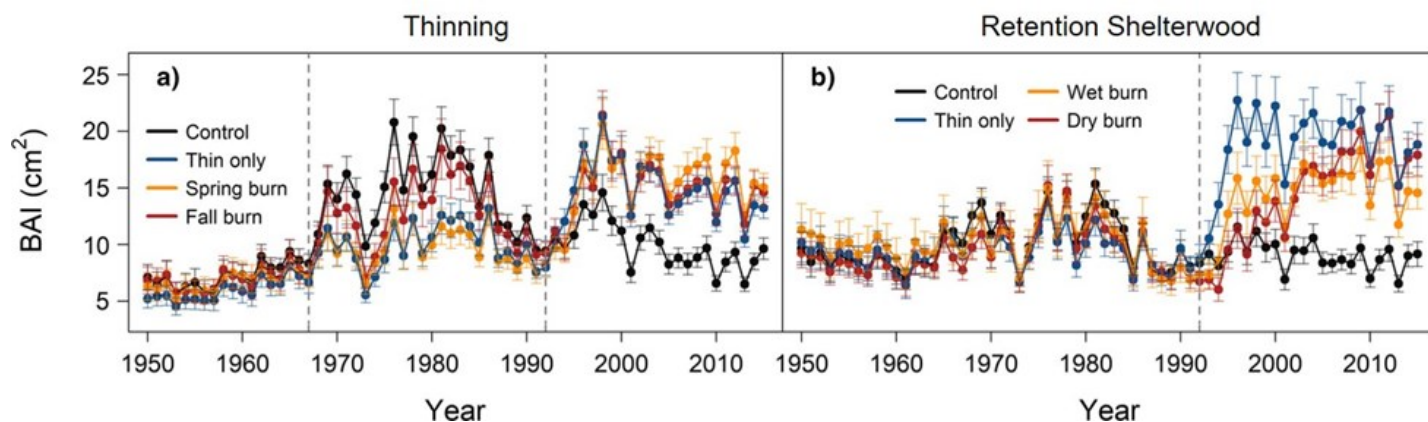 Thinning
Retention Shelterwood
BAI (cm²)
25
20
15
10
5
a)
Control
Thin only
Spring burn
Fall burn
b)
Control
Wet burn
Thin only
Dry burn
1950 1960 1970 1980 1990 2000 2010
1950 1960 1970 1980 1990 2000 2010
Year
Year